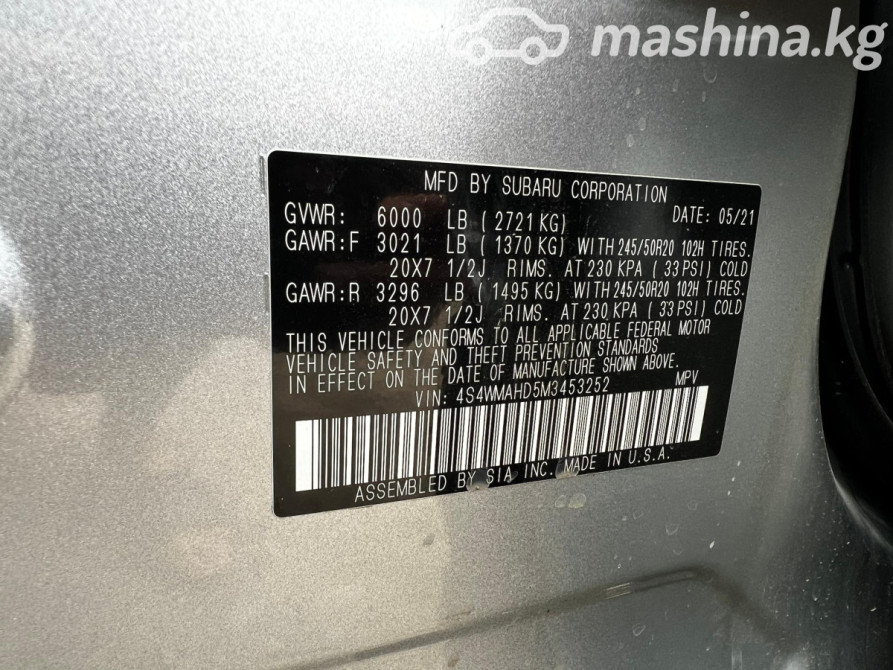 mashina.kg
MFD BY SUBARU CORPORATION
GVWR: 6000 LB (2721 KG) DATE: 05/21
GAWR:F 3021 LB (1370 KG) WITH 245/50R20 102H TIRES.
20X7 1/2J. RIMS. AT 230 KPA (33 PSI) COLD
GAWR:R 3296 LB (1495 KG) WITH 245/50R20 102H TIRES.
20X7 1/2J. RIMS. AT 230 KPA (33 PSI) COLD
THIS VEHICLE CONFORMS TO ALL APPLICABLE FEDERAL MOTOR
VEHICLE SAFETY AND THEFT PREVENTION STANDARDS
IN EFFECT ON THE DATE OF MANUFACTURE SHOWN ABOVE.
VIN: 4S4WMAHD5M3453252 MPV
ASSEMBLED BY SIA INC. MADE IN U.S.A.